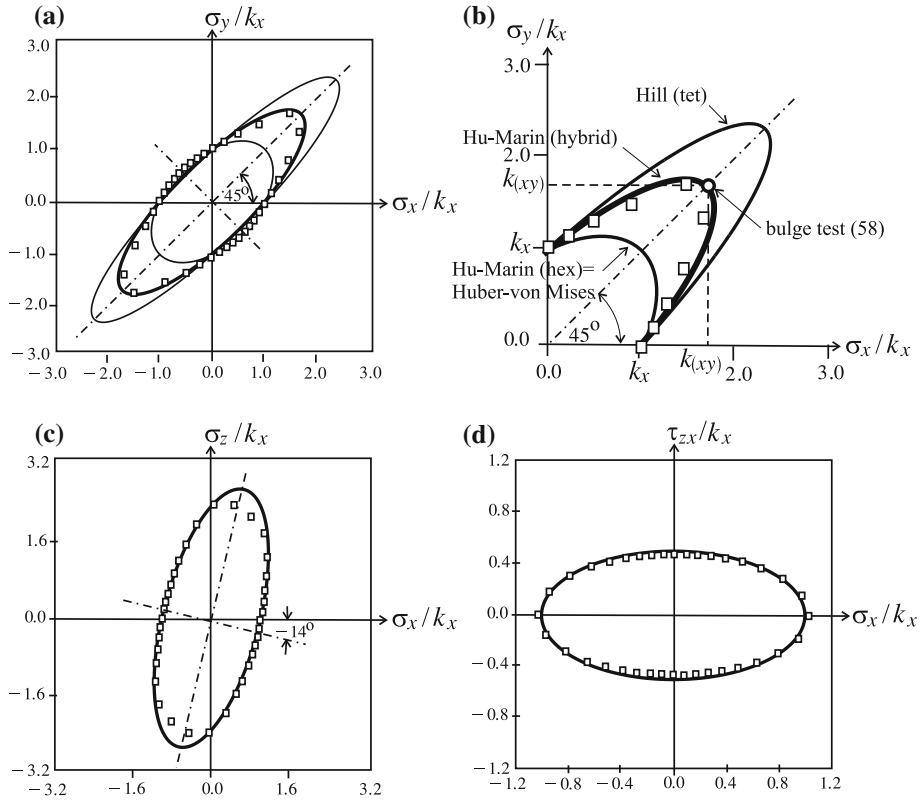 (a)
σy/kx
3.0
2.0
1.0
0.0
−1.0
−2.0
−3.0
45°
σx/kx
−3.0 −1.0 0.0 1.0 3.0
(b)
σy/kx
3.0
2.0
k(xy)
kx
0.0
Hill (tet)
Hu-Marin (hybrid)
bulge test (58)
Hu-Marin (hex)=
Huber-von Mises
45°
σx/kx
0.0 kx k(xy) 2.0 3.0
(c)
σz/kx
3.2
1.6
0.0
−1.6
−3.2
σx/kx
−14°
−3.2 −1.6 0.0 1.6 3.2
(d)
τzx/kx
1.2
0.8
0.4
0.0
−0.4
−0.8
−1.2
σx/kx
−1.2 −0.8 −0.4 0.0 0.4 0.8 1.2